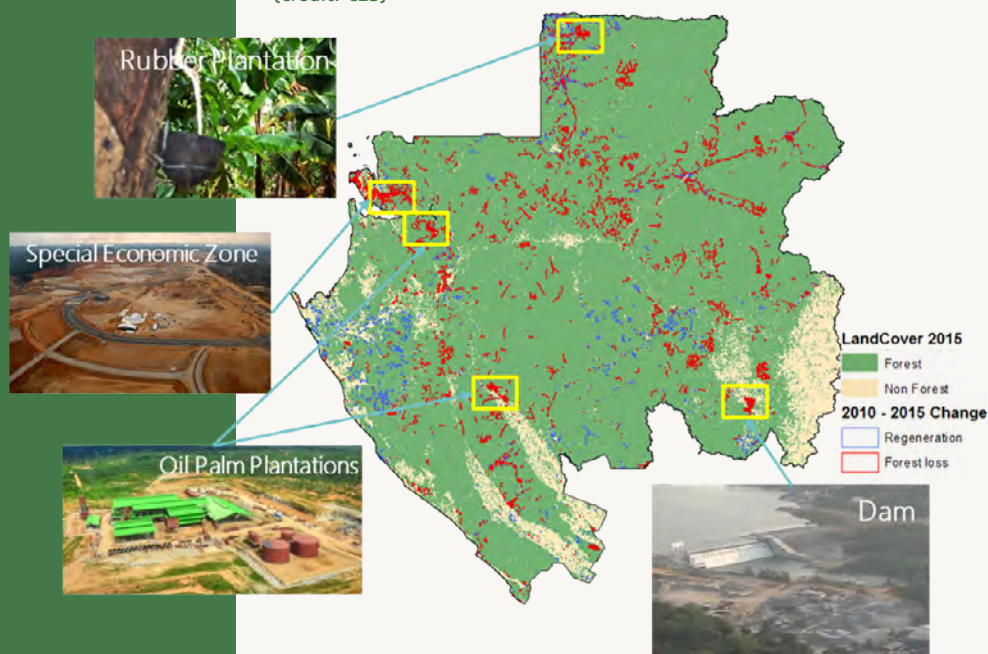 Rubber Plantation
Special Economic Zone
Oil Palm Plantations
LandCover 2015
Forest
Non Forest
2010 - 2015 Change
Regeneration
Forest loss
Dam